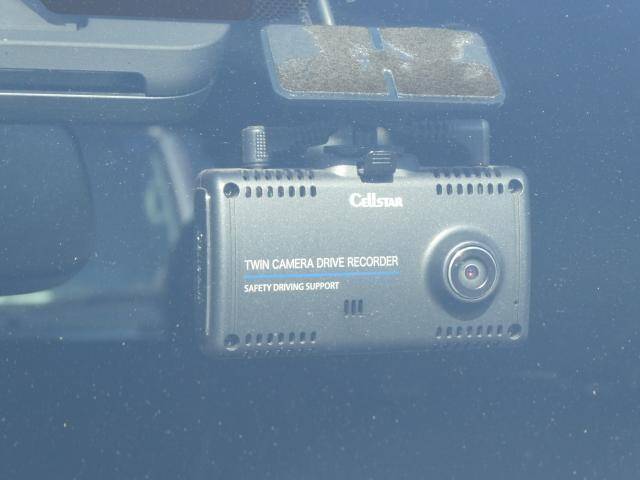 CELLSTAR
TWIN CAMERA DRIVE RECORDER
SAFETY DRIVING SUPPORT